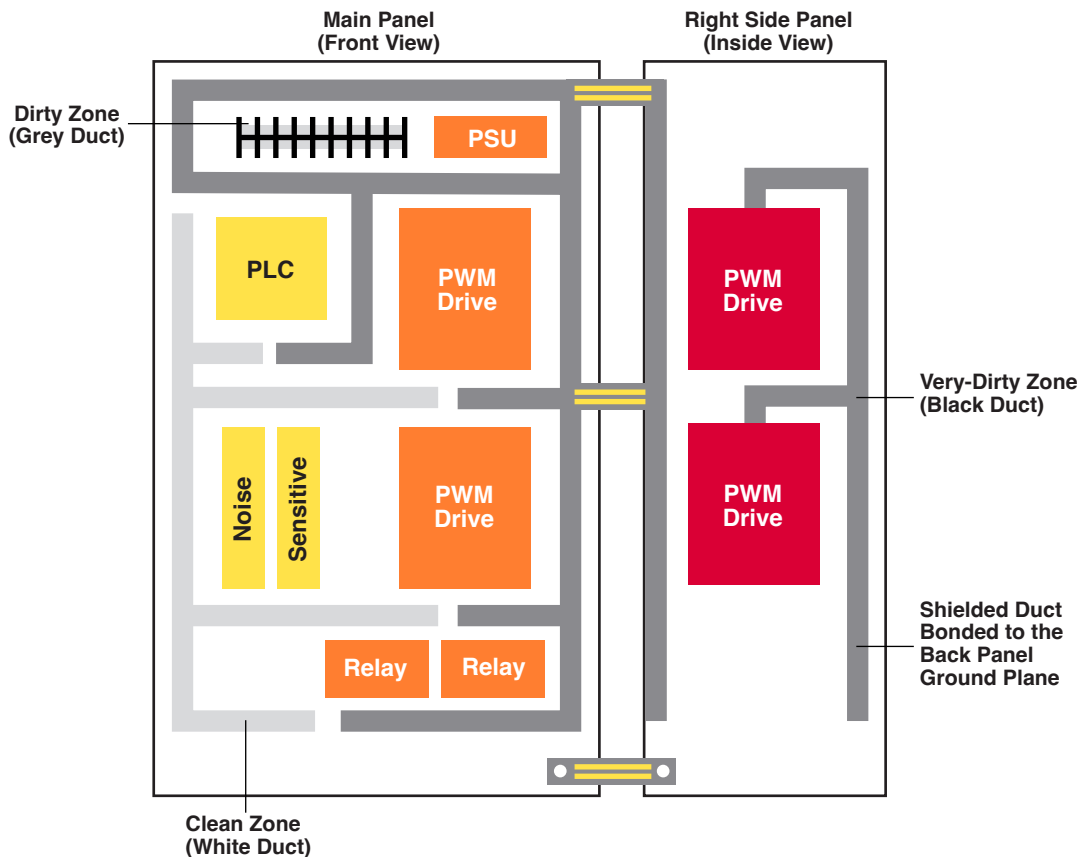 Main Panel
(Front View)
Right Side Panel
(Inside View)
Dirty Zone
(Grey Duct)
PSU
PLC
PWM
Drive
PWM
Drive
Very-Dirty Zone
(Black Duct)
Noise
Sensitive
PWM
Drive
PWM
Drive
Shielded Duct
Bonded to the
Back Panel
Ground Plane
Relay
Relay
Clean Zone
(White Duct)